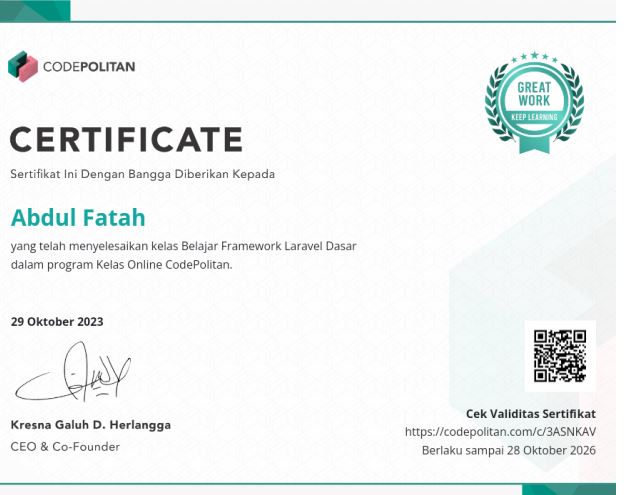 CODEPOLITAN
GREAT
WORK
KEEP LEARNING
CERTIFICATE
Sertifikat Ini Dengan Bangga Diberikan Kepada
Abdul Fatah
yang telah menyelesaikan kelas Belajar Framework Laravel Dasar
dalam program Kelas Online CodePolitan.
29 Oktober 2023
Kresna Galuh D. Herlangga
CEO & Co-Founder
Cek Validitas Sertifikat
https://codepolitan.com/c/3ASNKAV
Berlaku sampai 28 Oktober 2026